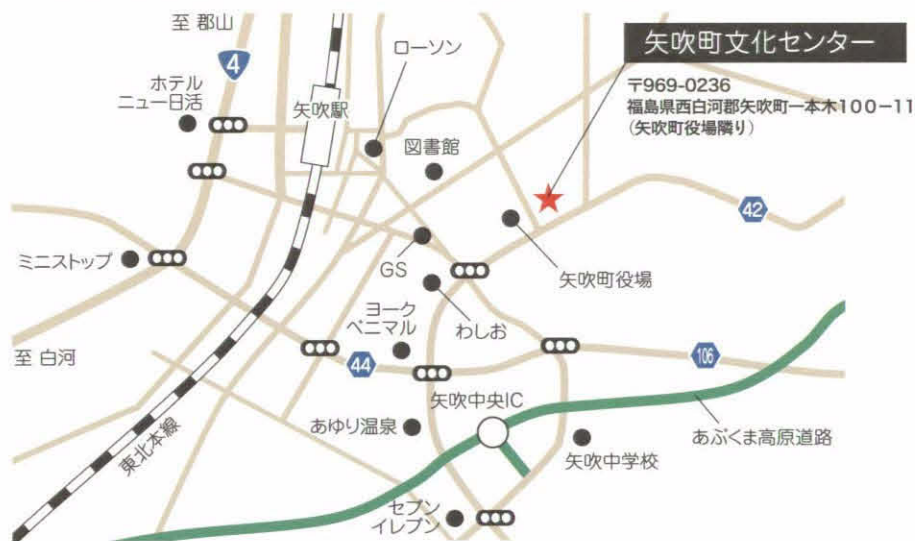 至 郡山
4
ホテル
ニュー日活
矢吹駅
ローソン
図書館
矢吹町文化センター
〒969-0236
福島県西白河郡矢吹町一本木100-11
(矢吹町役場隣り)
42
ミニストップ
GS
矢吹町役場
わしお
ヨーク
ベニマル
至 白河
44
106
矢吹中央IC
あゆり温泉
あぶくま高原道路
矢吹中学校
東北本線
セブン
イレブン